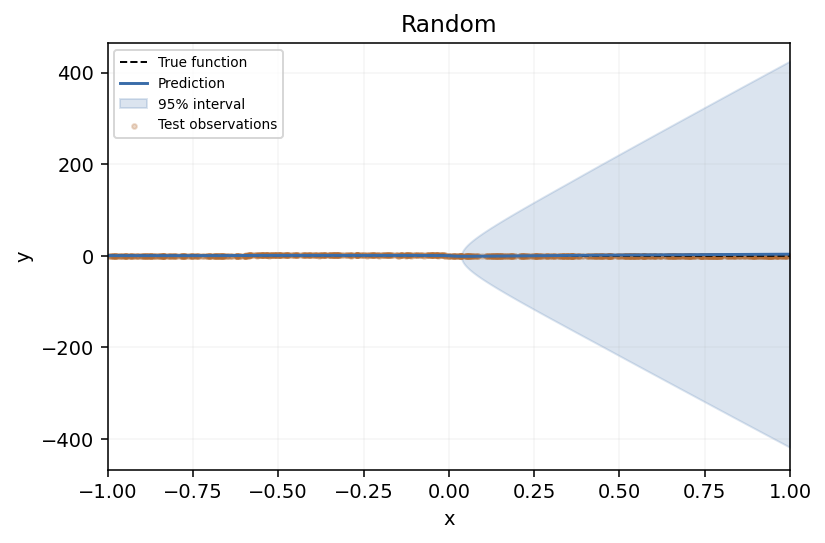 Random
True function
Prediction
95% interval
Test observations
400
200
0
−200
−400
y
−1.00 −0.75 −0.50 −0.25 0.00 0.25 0.50 0.75 1.00
x